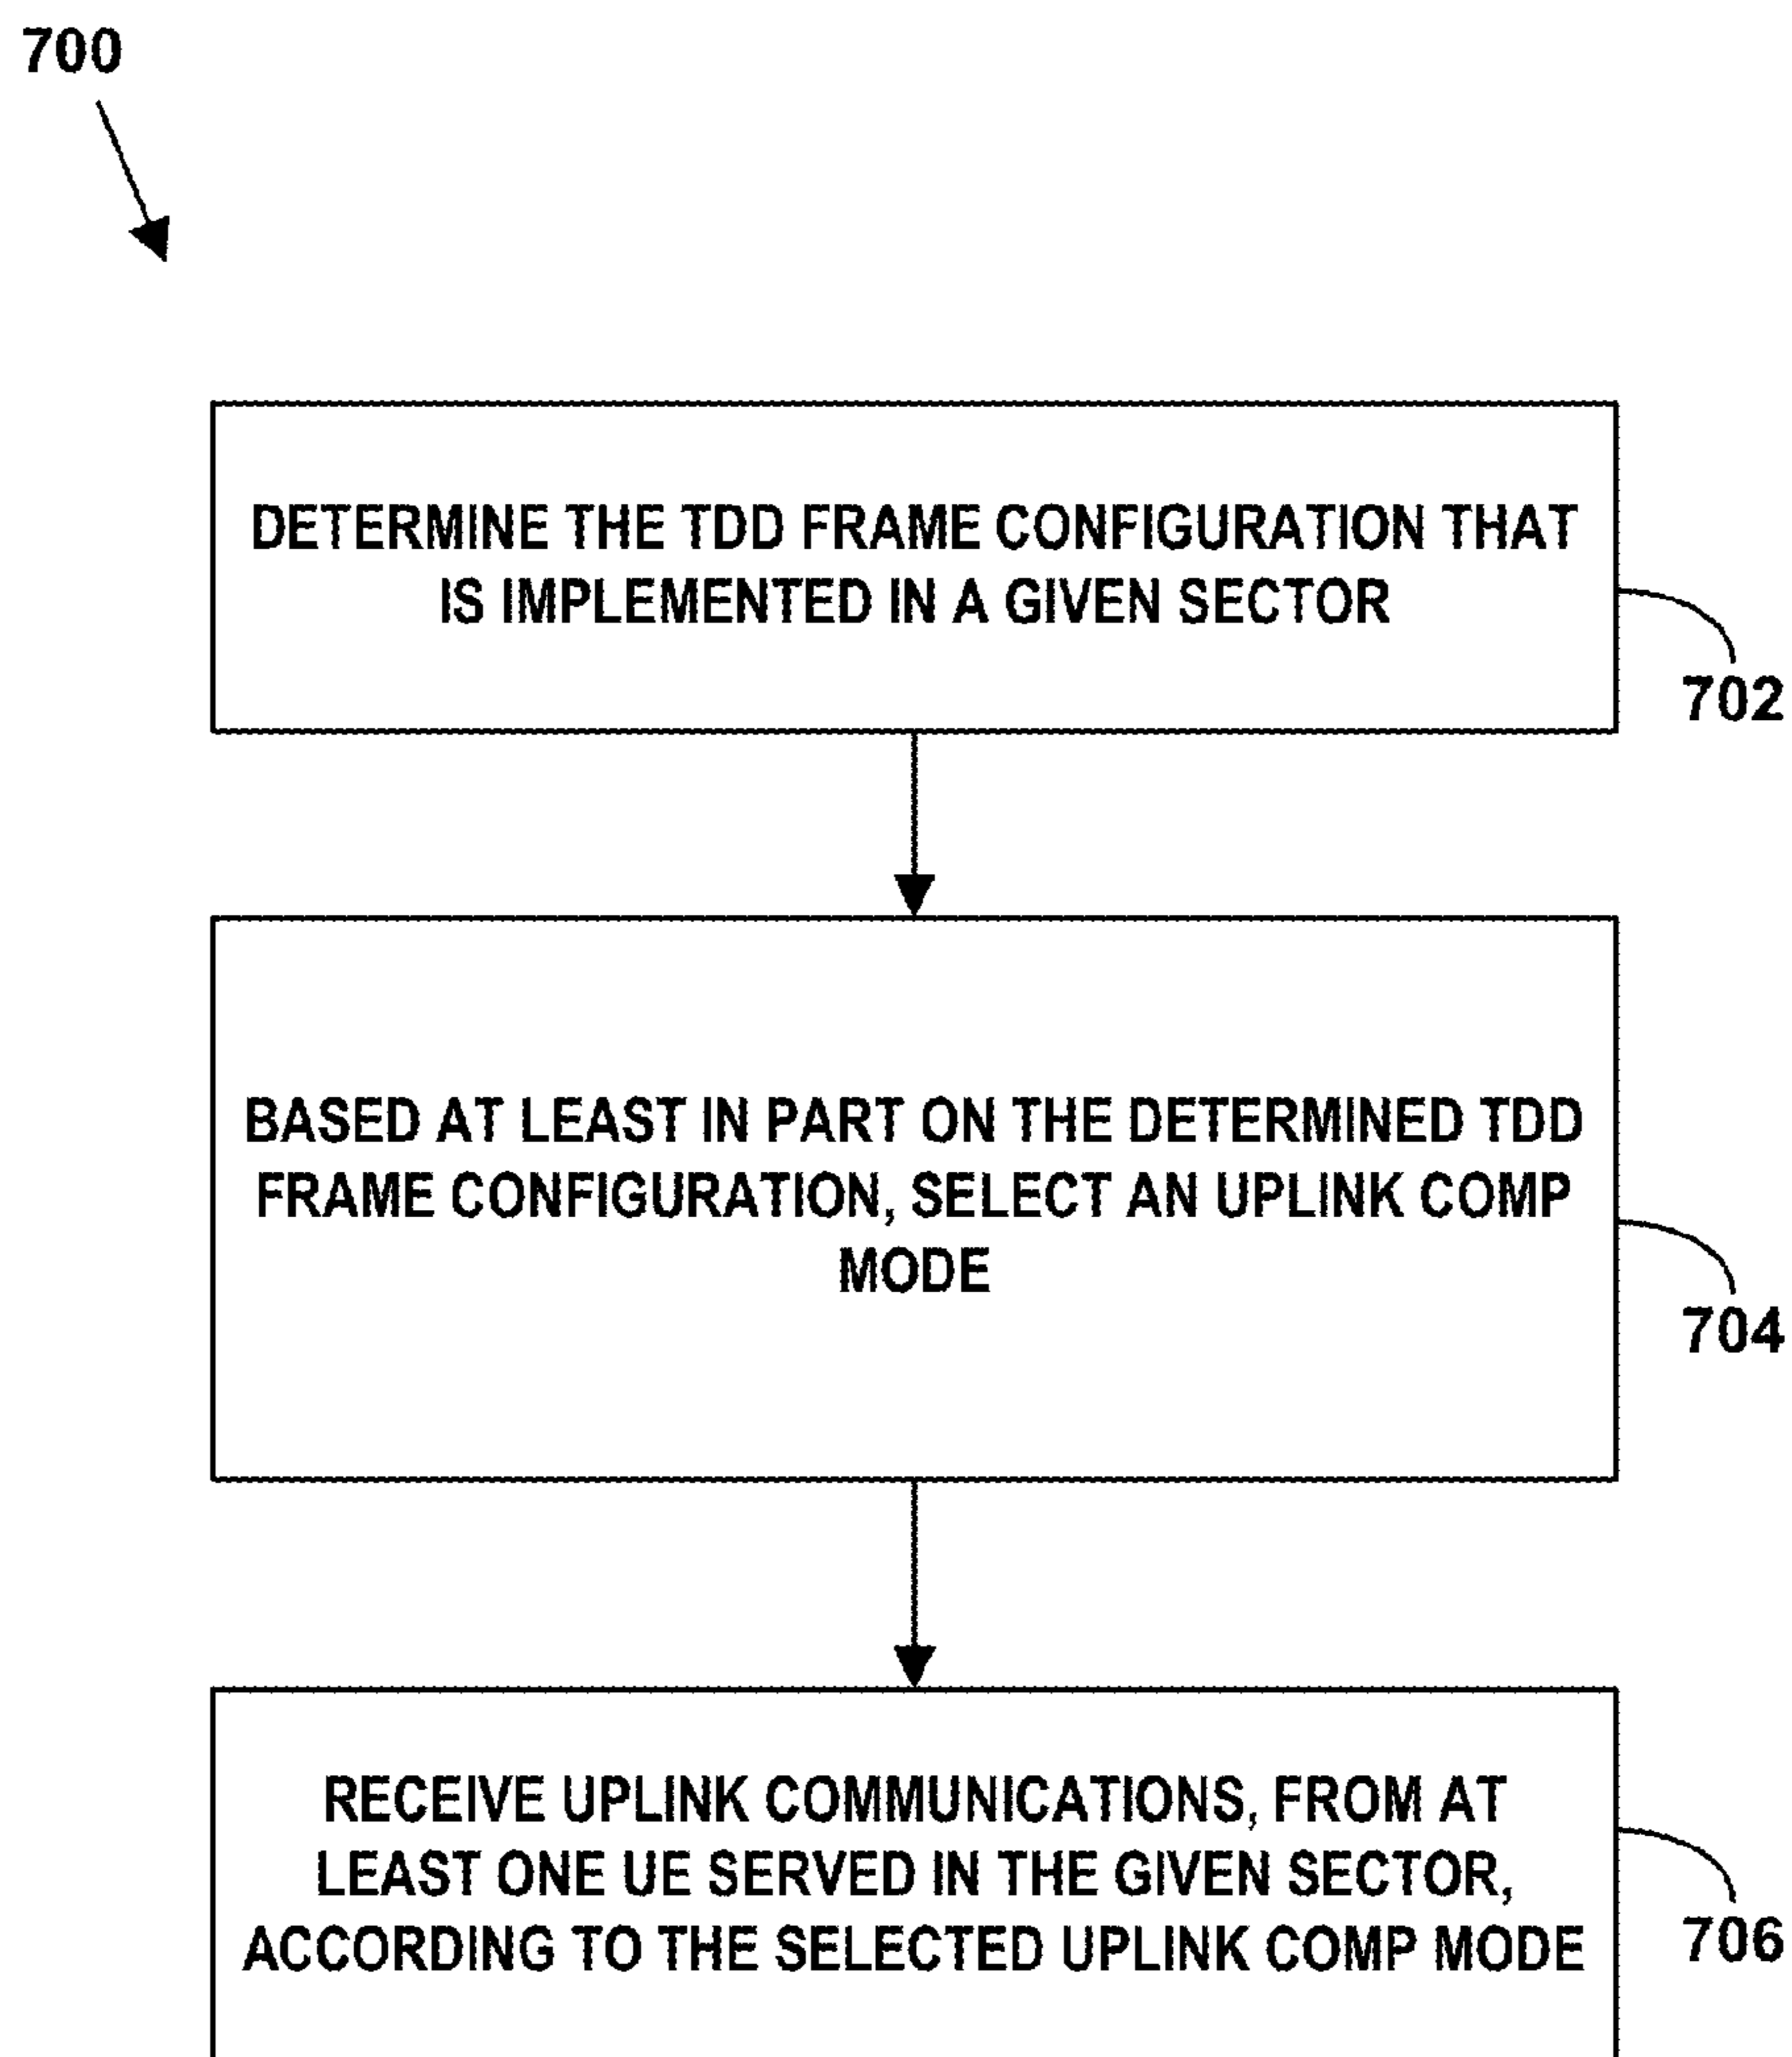 700
DETERMINE THE TDD FRAME CONFIGURATION THAT
IS IMPLEMENTED IN A GIVEN SECTOR
702
BASED AT LEAST IN PART ON THE DETERMINED TDD
FRAME CONFIGURATION, SELECT AN UPLINK COMP
MODE
704
RECEIVE UPLINK COMMUNICATIONS, FROM AT
LEAST ONE UE SERVED IN THE GIVEN SECTOR,
ACCORDING TO THE SELECTED UPLINK COMP MODE
706